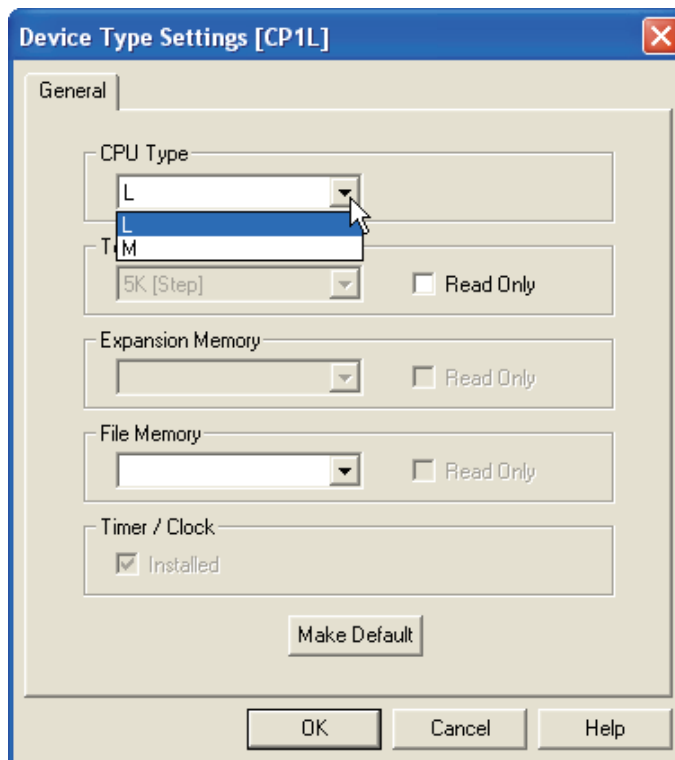 Device Type Settings [CP1L]
General
CPU Type
L
L
M
5K [Step]
Read Only
Expansion Memory
Read Only
File Memory
Read Only
Timer / Clock
Installed
Make Default
OK Cancel Help